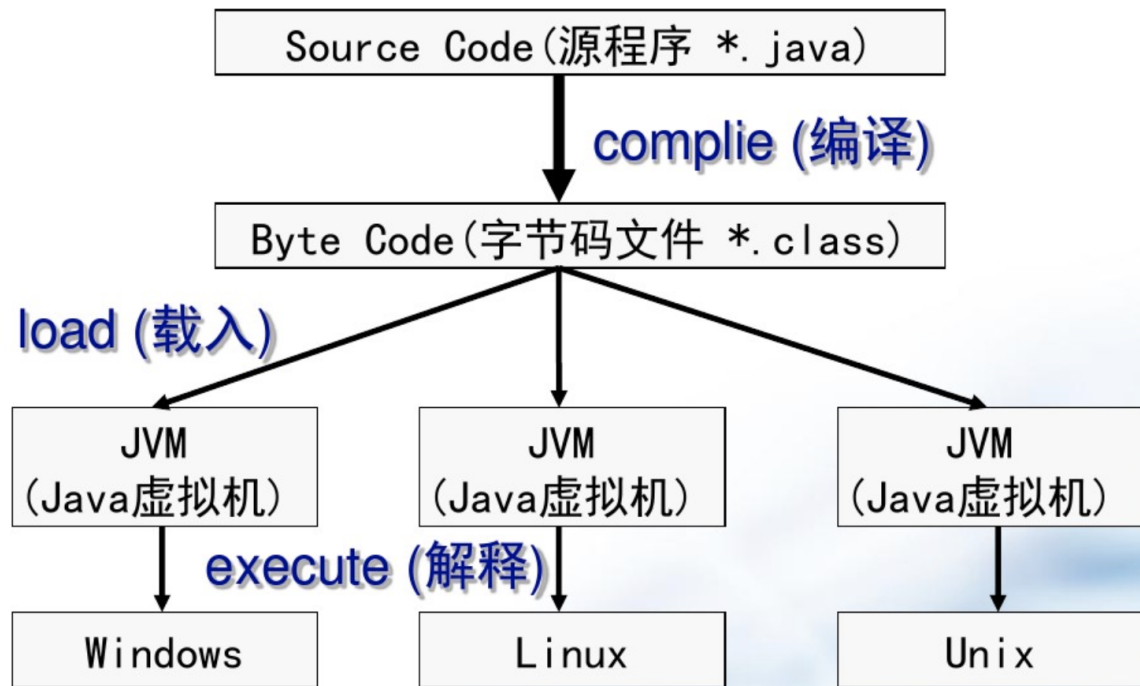 Source Code(源程序 *.java)
complie (编译)
Byte Code(字节码文件 *.class)
load (载入)
JVM
(Java虚拟机)
JVM
(Java虚拟机)
JVM
(Java虚拟机)
execute (解释)
Windows
Linux
Unix